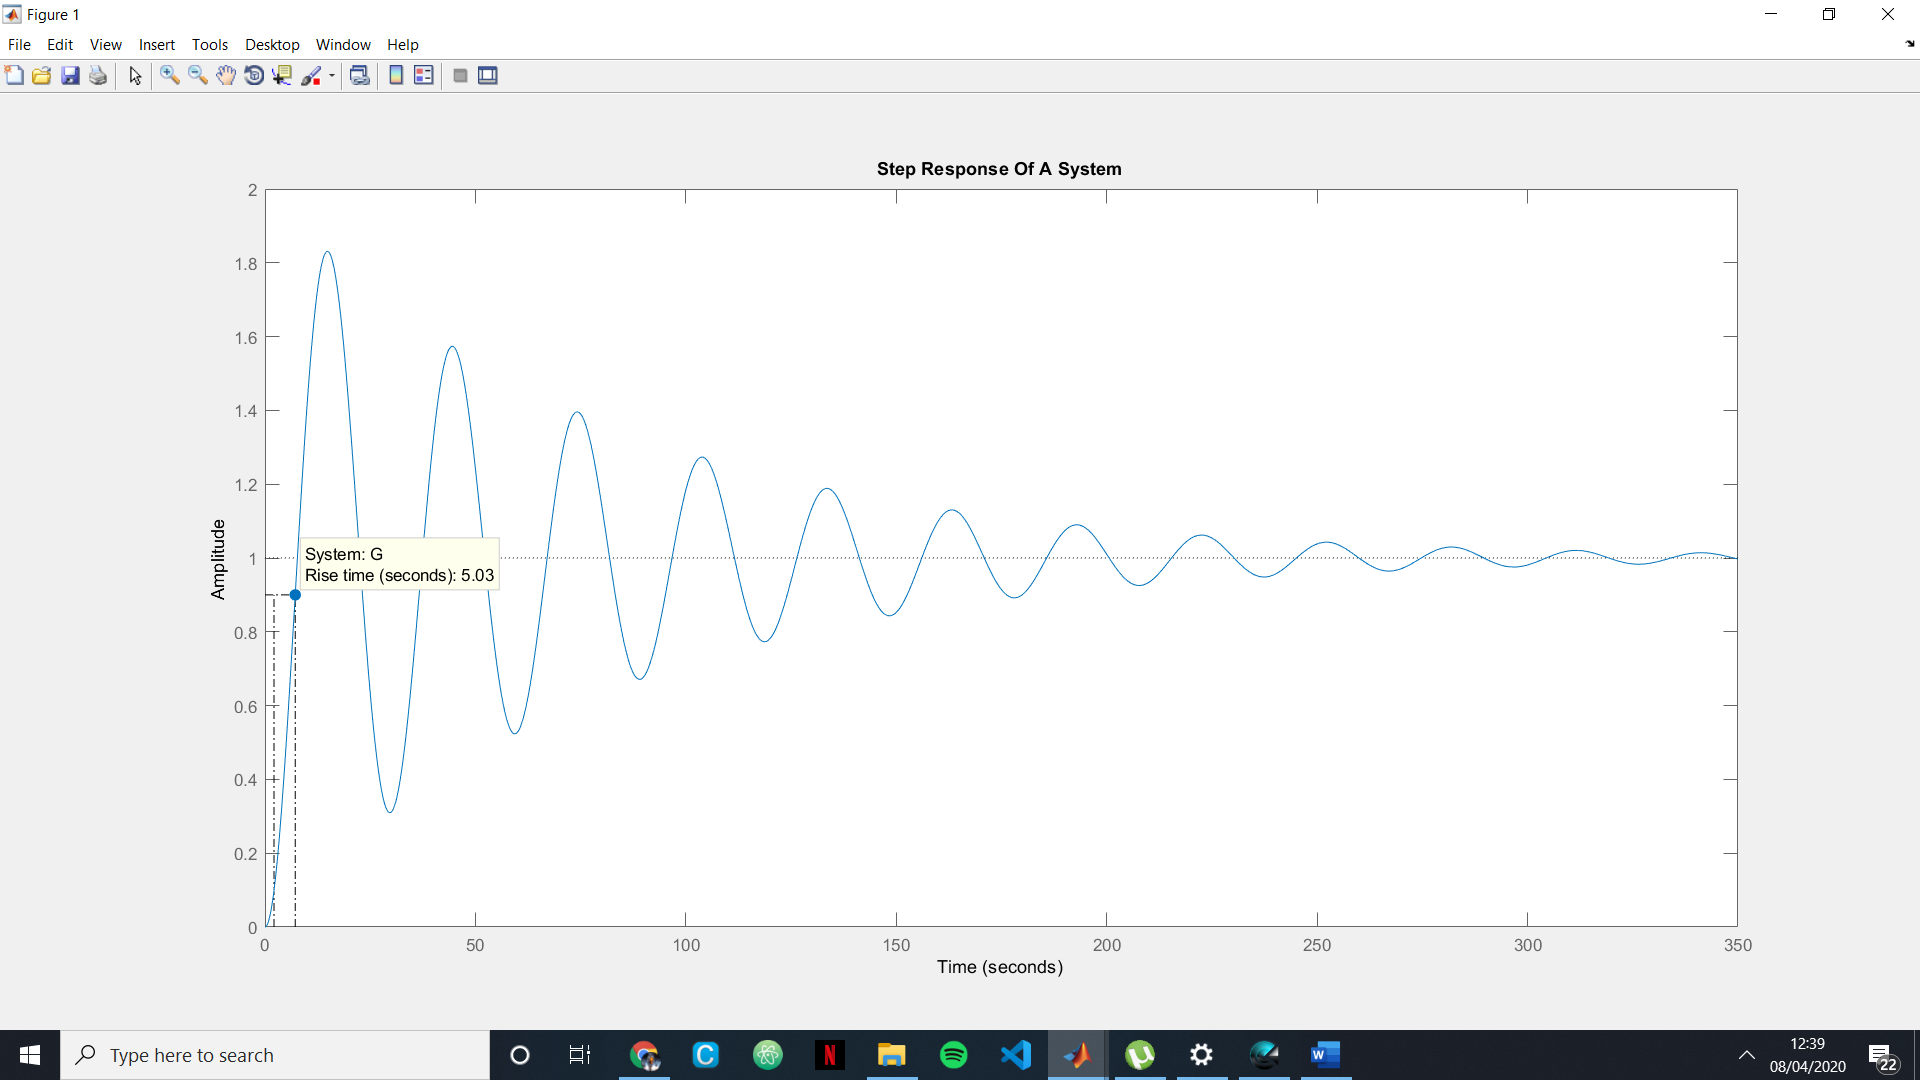 Figure 1
File Edit View Insert Tools Desktop Window Help
Step Response Of A System
2
1.8
1.6
1.4
1.2
1
0.8
0.6
0.4
0.2
0
Amplitude
System: G
Rise time (seconds): 5.03
0 50 100 150 200 250 300 350
Time (seconds)
Type here to search
C
N
W
12:39
08/04/2020
22